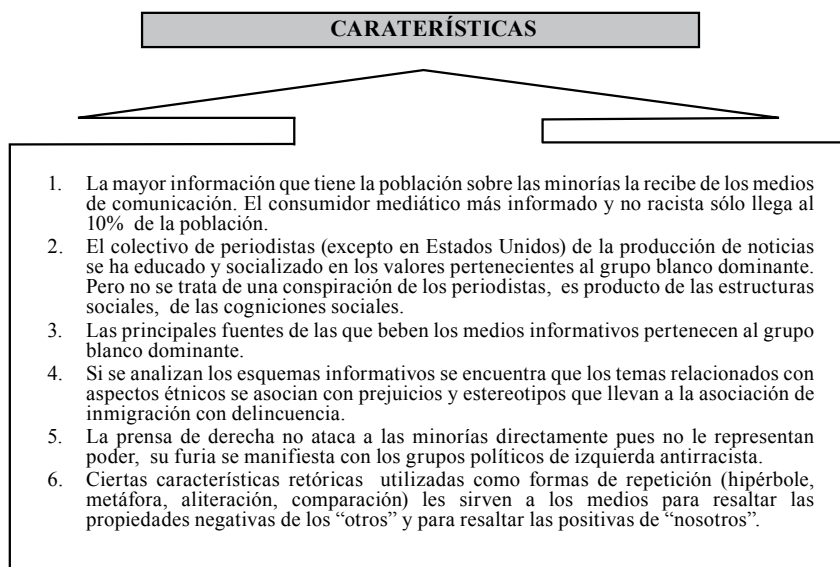 CARATERÍSTICAS
1. La mayor información que tiene la población sobre las minorías la recibe de los medios
de comunicación. El consumidor mediático más informado y no racista sólo llega al
10% de la población.
2. El colectivo de periodistas (excepto en Estados Unidos) de la producción de noticias
se ha educado y socializado en los valores pertenecientes al grupo blanco dominante.
Pero no se trata de una conspiración de los periodistas, es producto de las estructuras
sociales, de las cogniciones sociales.
3. Las principales fuentes de las que beben los medios informativos pertenecen al grupo
blanco dominante.
4. Si se analizan los esquemas informativos se encuentra que los temas relacionados con
aspectos étnicos se asocian con prejuicios y estereotipos que llevan a la asociación de
inmigración con delincuencia.
5. La prensa de derecha no ataca a las minorías directamente pues no le representan
poder, su furia se manifiesta con los grupos políticos de izquierda antirracista.
6. Ciertas características retóricas utilizadas como formas de repetición (hipérbole,
metáfora, aliteración, comparación) les sirven a los medios para resaltar las
propiedades negativas de los “otros” y para resaltar las positivas de “nosotros”.